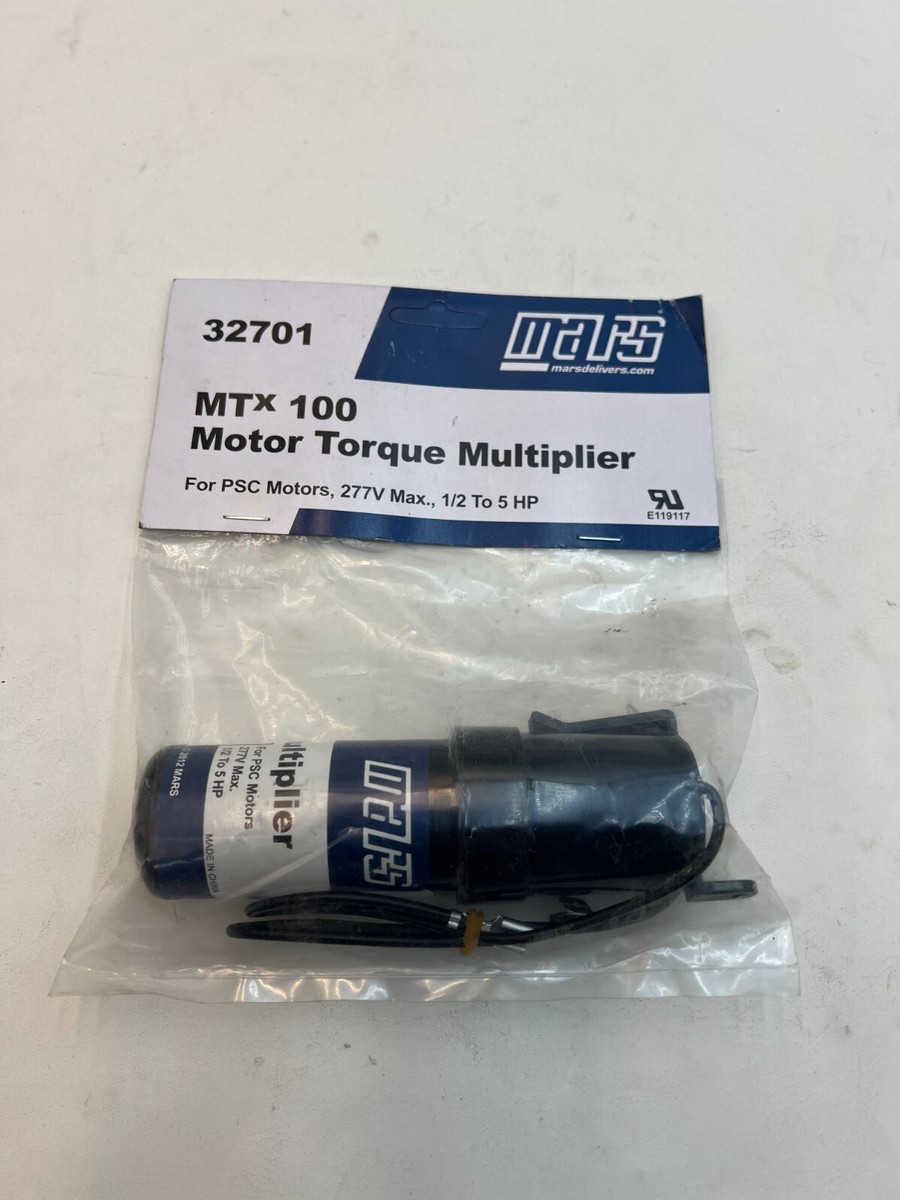 32701
mars
marsdelivers.com
MTx 100
Motor Torque Multiplier
For PSC Motors, 277V Max., 1/2 To 5 HP
E119117
ultiplier
For PSC Motors
277V Max.
1/2 To 5 HP
2012 MARS
MADE IN CHINA
mars